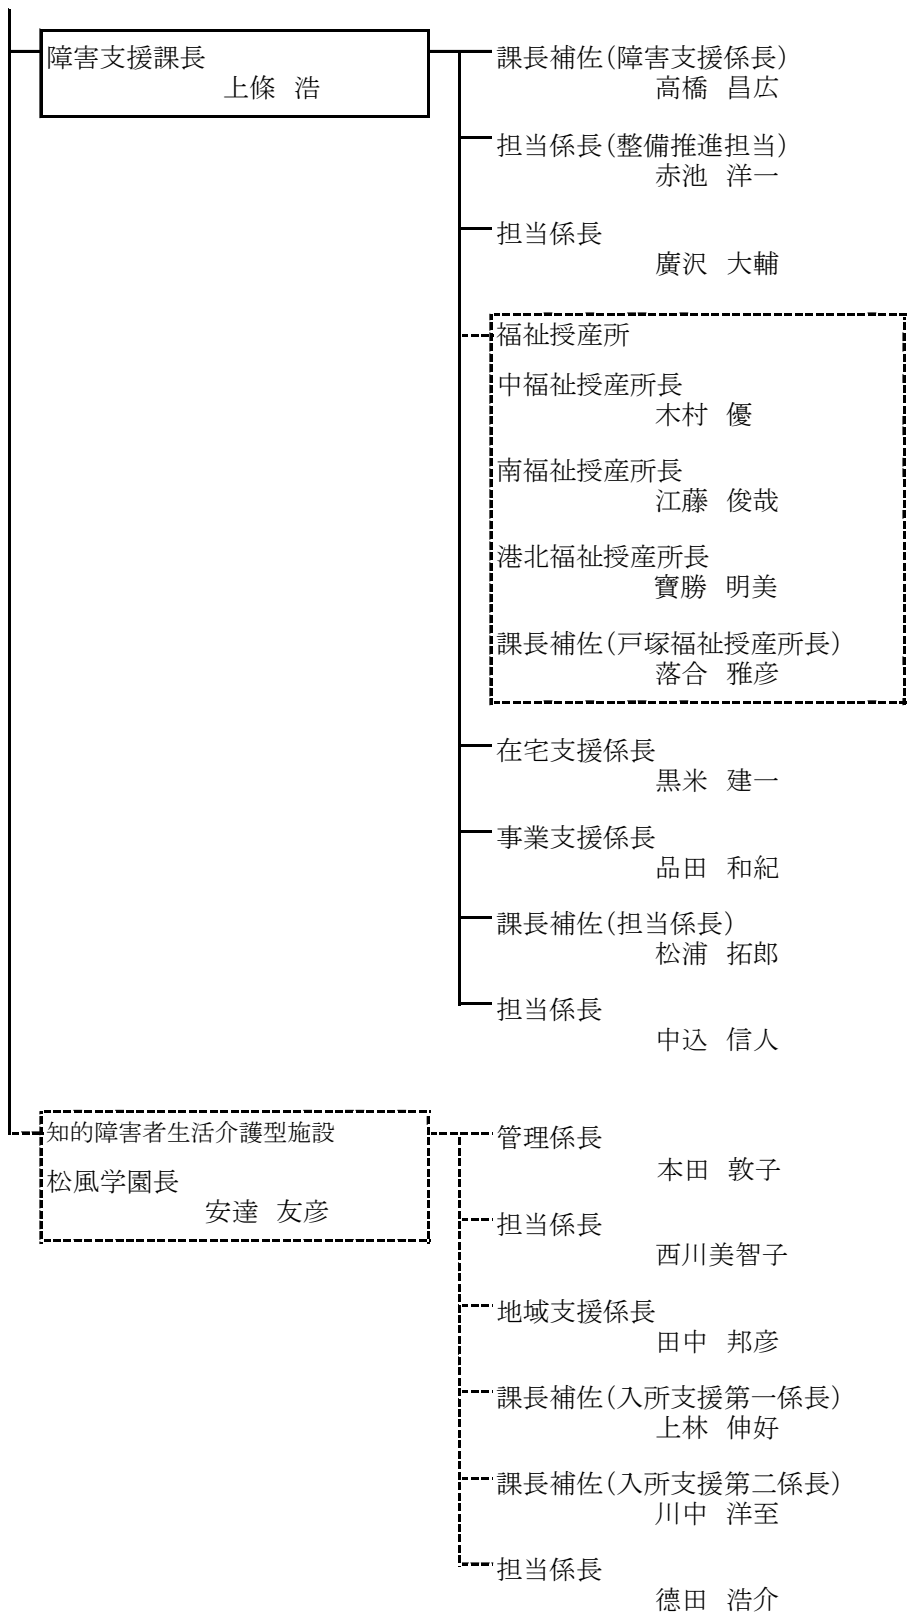 障害支援課長
上條 浩
課長補佐(障害支援係長)
高橋 昌広
担当係長(整備推進担当)
赤池 洋一
担当係長
廣沢 大輔
福祉授産所
中福祉授産所長
木村 優
南福祉授産所長
江藤 俊哉
港北福祉授産所長
寶勝 明美
課長補佐(戸塚福祉授産所長)
落合 雅彦
在宅支援係長
黒米 建一
事業支援係長
品田 和紀
課長補佐(担当係長)
松浦 拓郎
担当係長
中込 信人
知的障害者生活介護型施設
松風学園長
安達 友彦
管理係長
本田 敦子
担当係長
西川美智子
地域支援係長
田中 邦彦
課長補佐(入所支援第一係長)
上林 伸好
課長補佐(入所支援第二係長)
川中 洋至
担当係長
德田 浩介